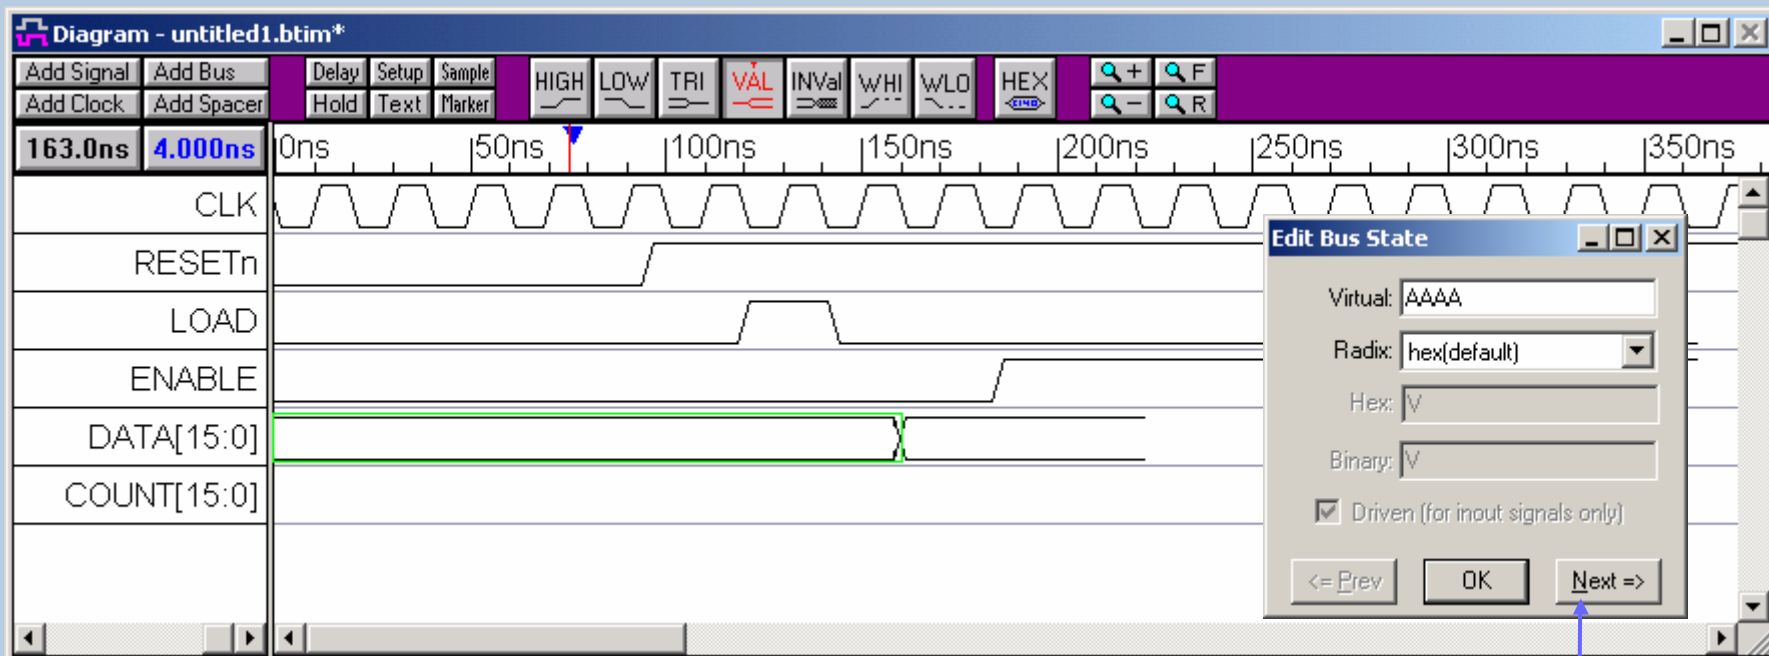 Diagram - untitled1.btim*
Add Signal Add Bus Delay Setup Sample HIGH LOW TRI VAL INVal WHI WLO HEX + F
Add Clock Add Spacer Hold Text Marker - R
163.0ns 4.000ns 0ns 50ns 100ns 150ns 200ns 250ns 300ns 350ns
CLK
RESETn
LOAD
ENABLE
DATA[15:0]
COUNT[15:0]
Edit Bus State
Virtual: AAAA
Radix: hex(default)
Hex: V
Binary: V
Driven (for inout signals only)
<= Prev OK Next =>